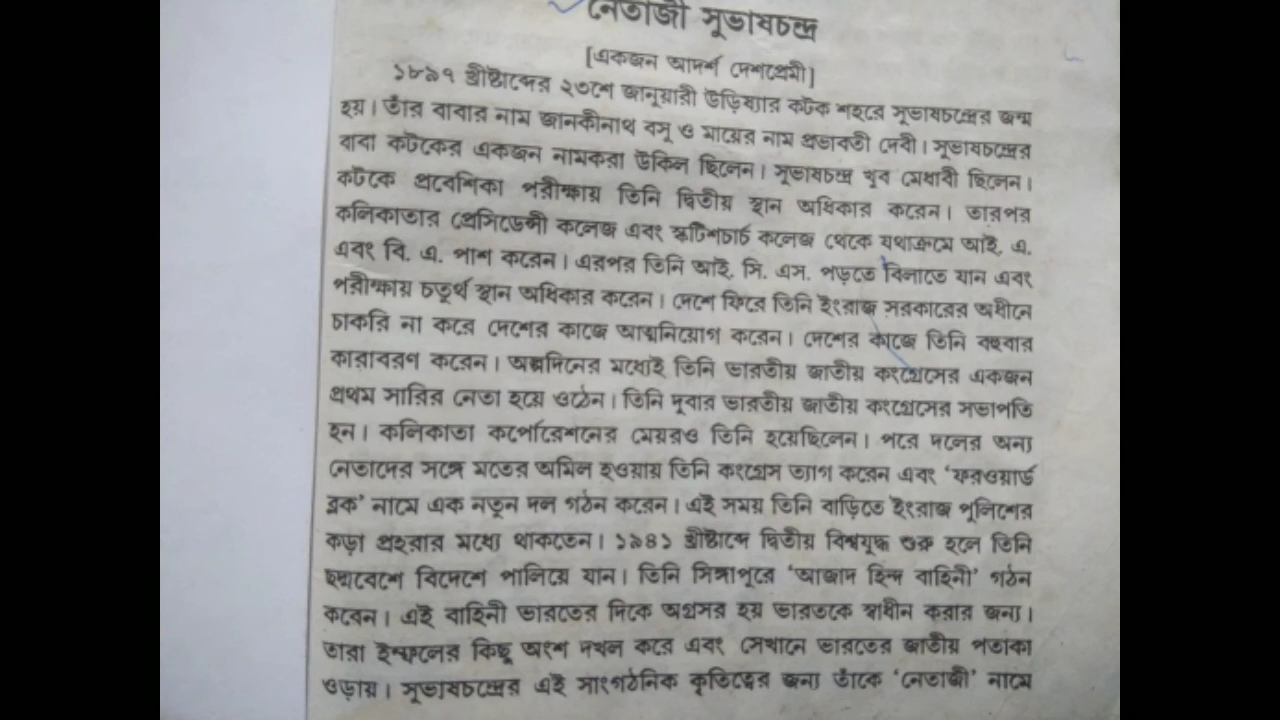 নেতাজী সুভাষচন্দ্র
[একজন আদর্শ দেশপ্রেমী]
১৮৯৭ খ্রীষ্টাব্দের ২৩শে জানুয়ারী উড়িষ্যার কটক শহরে সুভাষচন্দ্রের জন্ম
হয়। তাঁর বাবার নাম জানকীনাথ বসু ও মায়ের নাম প্রভাবতী দেবী। সুভাষচন্দ্রের
বাবা কটকের একজন নামকরা উকিল ছিলেন। সুভাষচন্দ্র খুব মেধাবী ছিলেন।
কটকে প্রবেশিকা পরীক্ষায় তিনি দ্বিতীয় স্থান অধিকার করেন। তারপর
কলিকাতার প্রেসিডেন্সী কলেজ এবং স্কটিশচার্চ কলেজ থেকে যথাক্রমে আই. এ.
এবং বি. এ. পাশ করেন। এরপর তিনি আই. সি. এস. পড়তে বিলাতে যান এবং
পরীক্ষায় চতুর্থ স্থান অধিকার করেন। দেশে ফিরে তিনি ইংরাজ সরকারের অধীনে
চাকরি না করে দেশের কাজে আত্মনিয়োগ করেন। দেশের কাজে তিনি বহুবার
কারাবরণ করেন। অল্পদিনের মধ্যেই তিনি ভারতীয় জাতীয় কংগ্রেসের একজন
প্রথম সারির নেতা হয়ে ওঠেন। তিনি দুবার ভারতীয় জাতীয় কংগ্রেসের সভাপতি
হন। কলিকাতা কর্পোরেশনের মেয়রও তিনি হয়েছিলেন। পরে দলের অন্য
নেতাদের সঙ্গে মতের অমিল হওয়ায় তিনি কংগ্রেস ত্যাগ করেন এবং ‘ফরওয়ার্ড
ব্লক’ নামে এক নতুন দল গঠন করেন। এই সময় তিনি বাড়িতে ইংরাজ পুলিশের
কড়া প্রহরার মধ্যে থাকতেন। ১৯৪১ খ্রীষ্টাব্দে দ্বিতীয় বিশ্বযুদ্ধ শুরু হলে তিনি
ছদ্মবেশে বিদেশে পালিয়ে যান। তিনি সিঙ্গাপুরে ‘আজাদ হিন্দ বাহিনী’ গঠন
করেন। এই বাহিনী ভারতের দিকে অগ্রসর হয় ভারতকে স্বাধীন করার জন্য।
তারা ইম্ফলের কিছু অংশ দখল করে এবং সেখানে ভারতের জাতীয় পতাকা
ওড়ায়। সুভাষচন্দ্রের এই সাংগঠনিক কৃতিত্বের জন্য তাঁকে ‘নেতাজী’ নামে